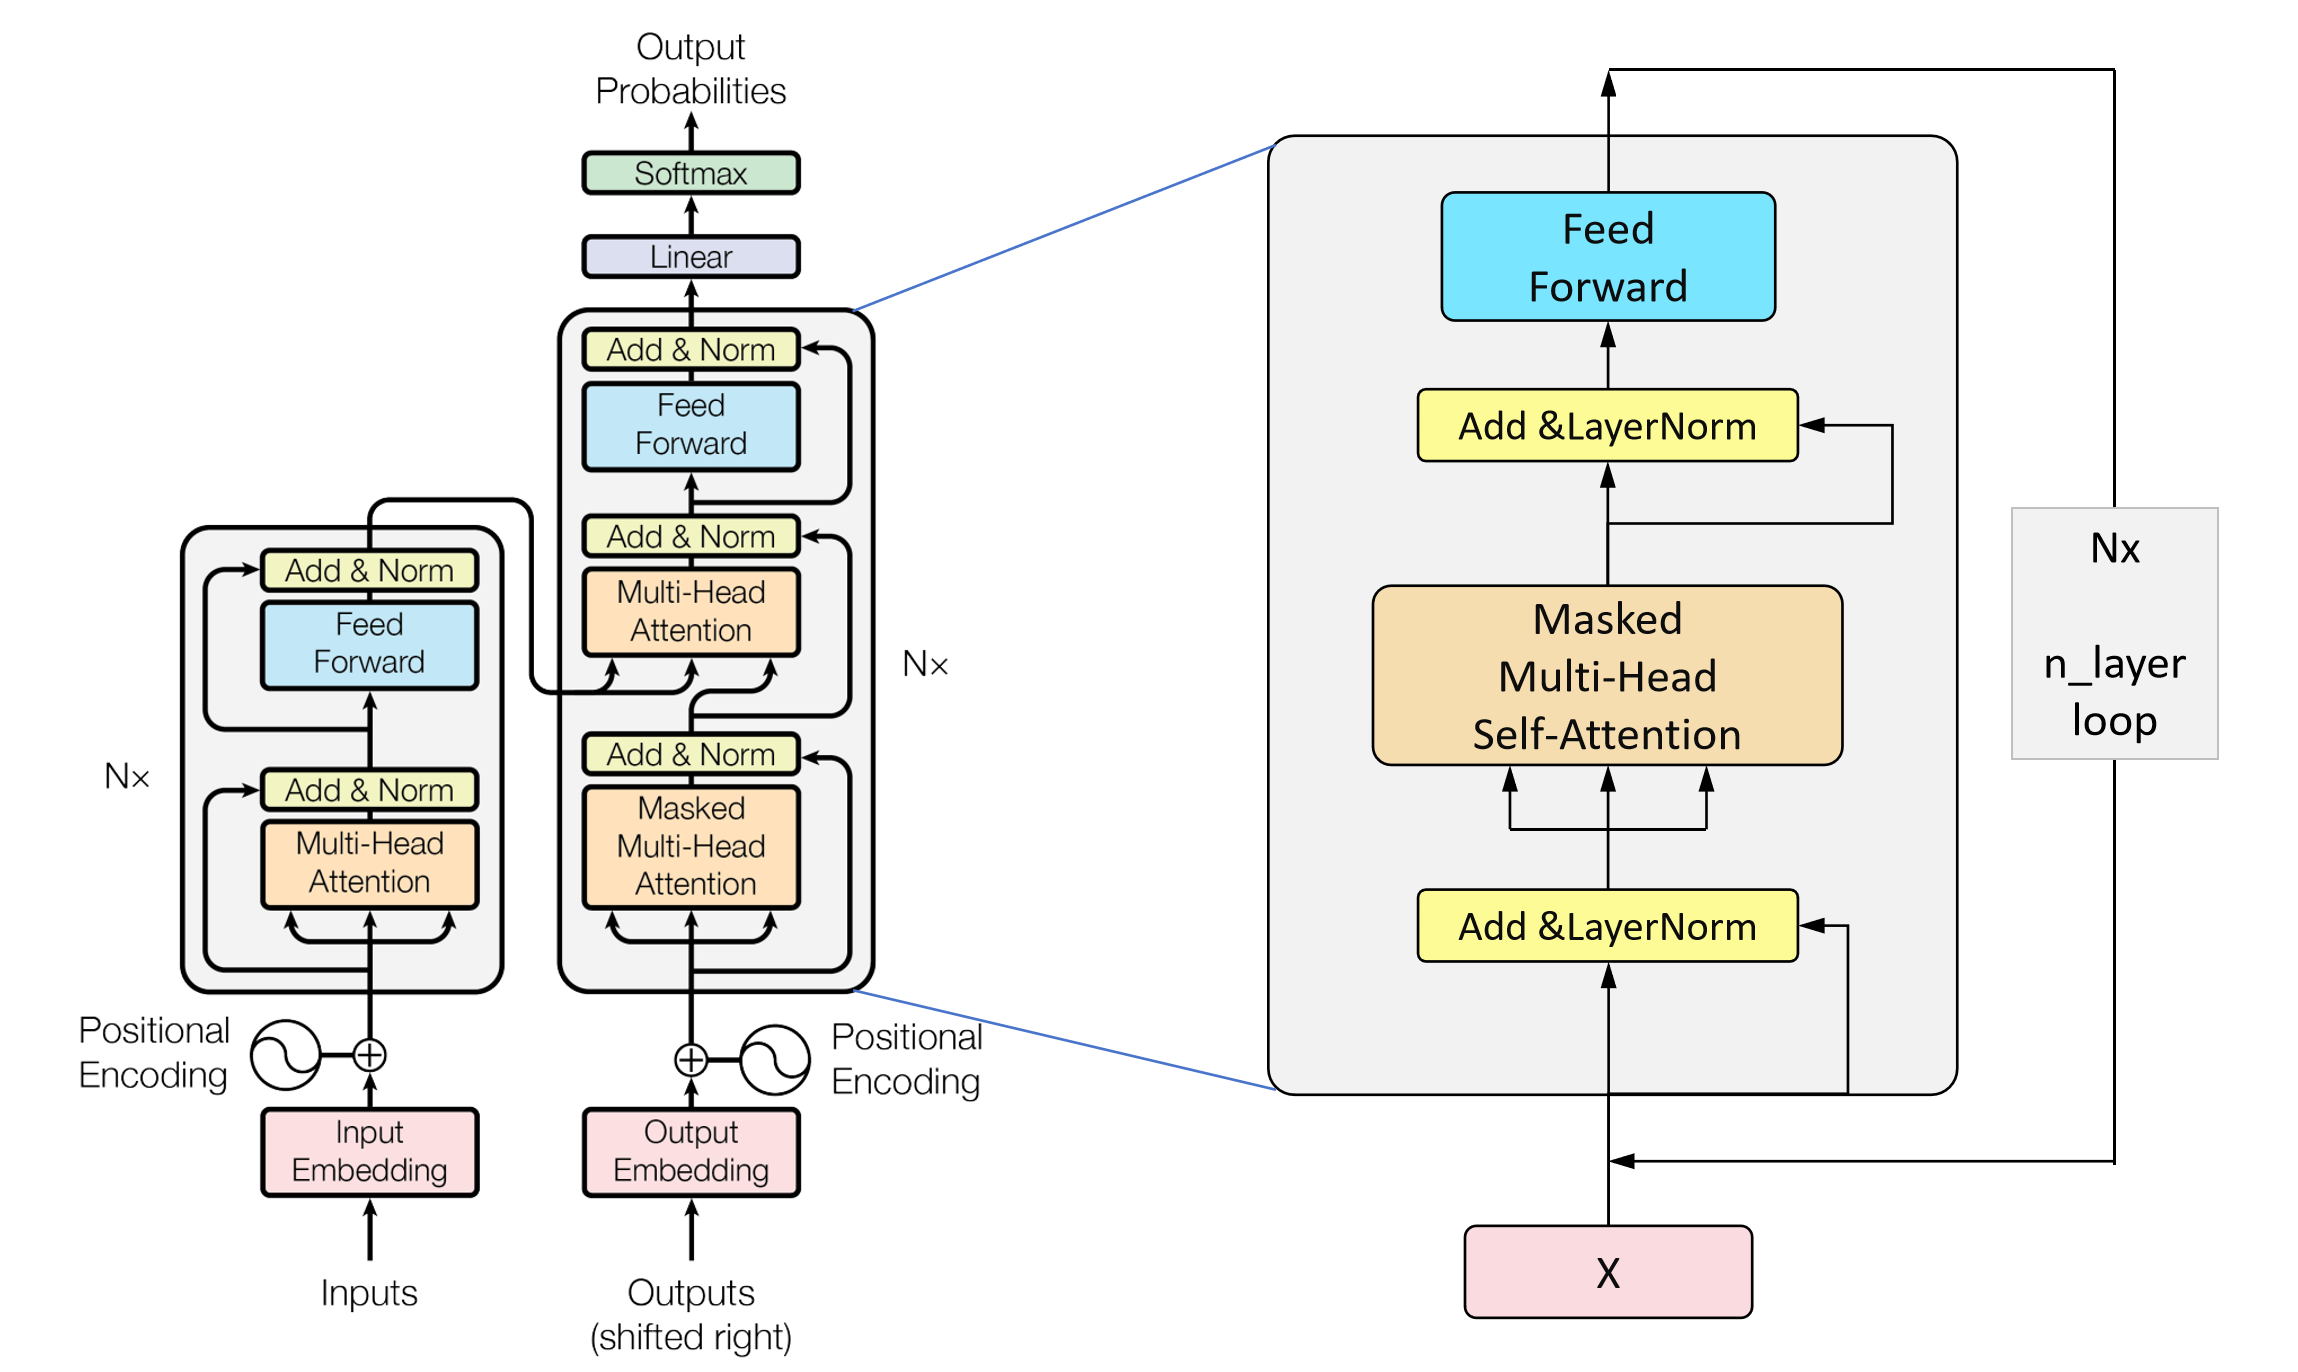 Output
Probabilities
Softmax
Linear
Add & Norm
Feed
Forward
Add & Norm
Multi-Head
Attention
N×
Add & Norm
Masked
Multi-Head
Attention
Positional
Encoding
Output
Embedding
Outputs
(shifted right)
Add & Norm
Feed
Forward
N×
Add & Norm
Multi-Head
Attention
Positional
Encoding
Input
Embedding
Inputs
Feed
Forward
Add &LayerNorm
Masked
Multi-Head
Self-Attention
Add &LayerNorm
X
Nx
n_layer
loop